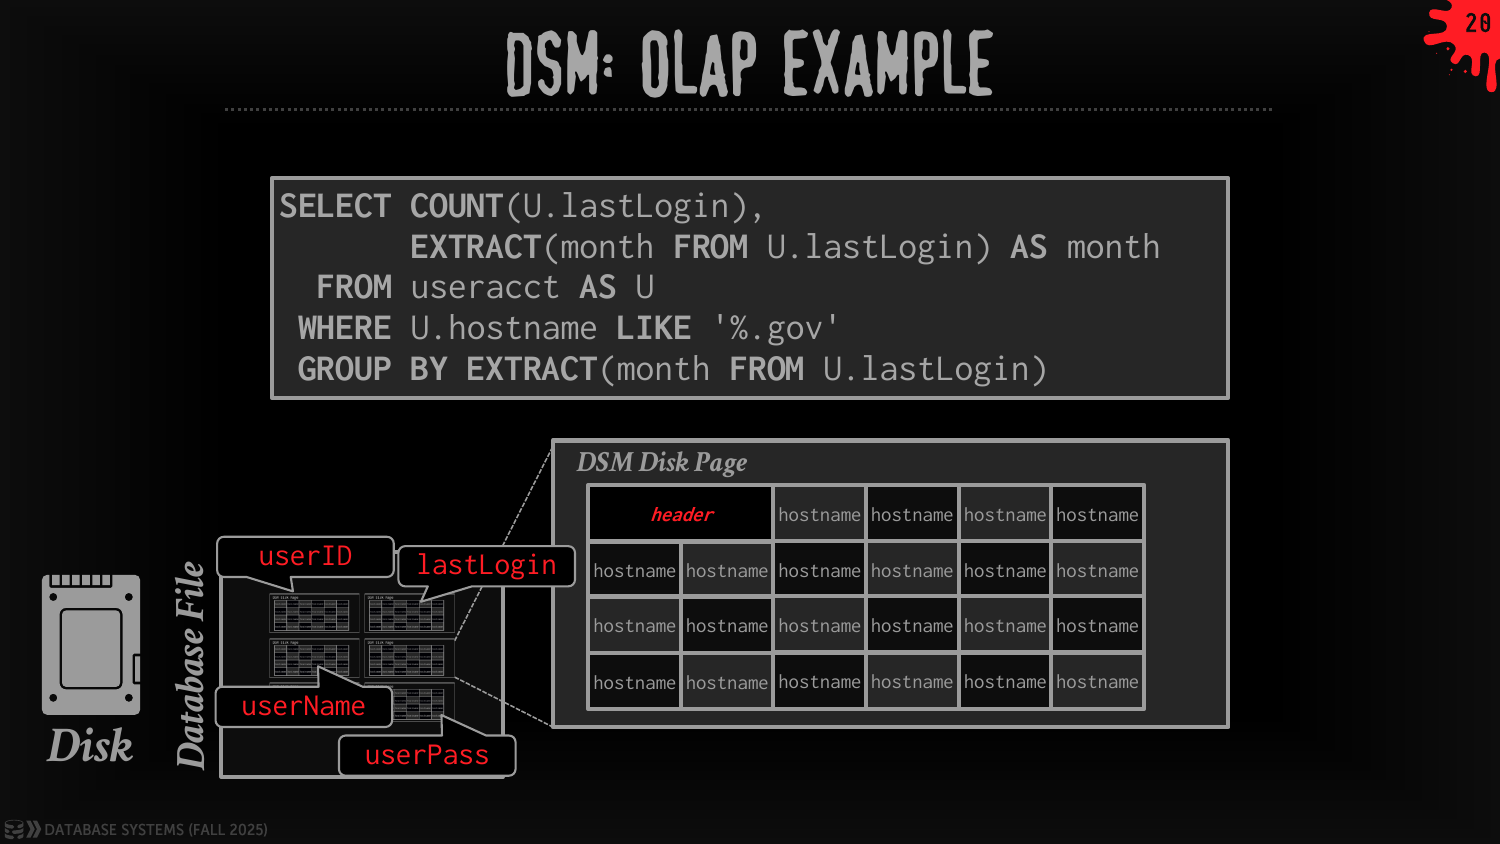 20
DSM: OLAP EXAMPLE
SELECT COUNT(U.lastLogin),
EXTRACT(month FROM U.lastLogin) AS month
FROM useracct AS U
WHERE U.hostname LIKE '%.gov'
GROUP BY EXTRACT(month FROM U.lastLogin)
DSM Disk Page
header hostname hostname hostname hostname
hostname hostname hostname hostname hostname hostname
hostname hostname hostname hostname hostname hostname
hostname hostname hostname hostname hostname hostname
userID
lastLogin
userName
userPass
Database File
Disk
DATABASE SYSTEMS (FALL 2025)